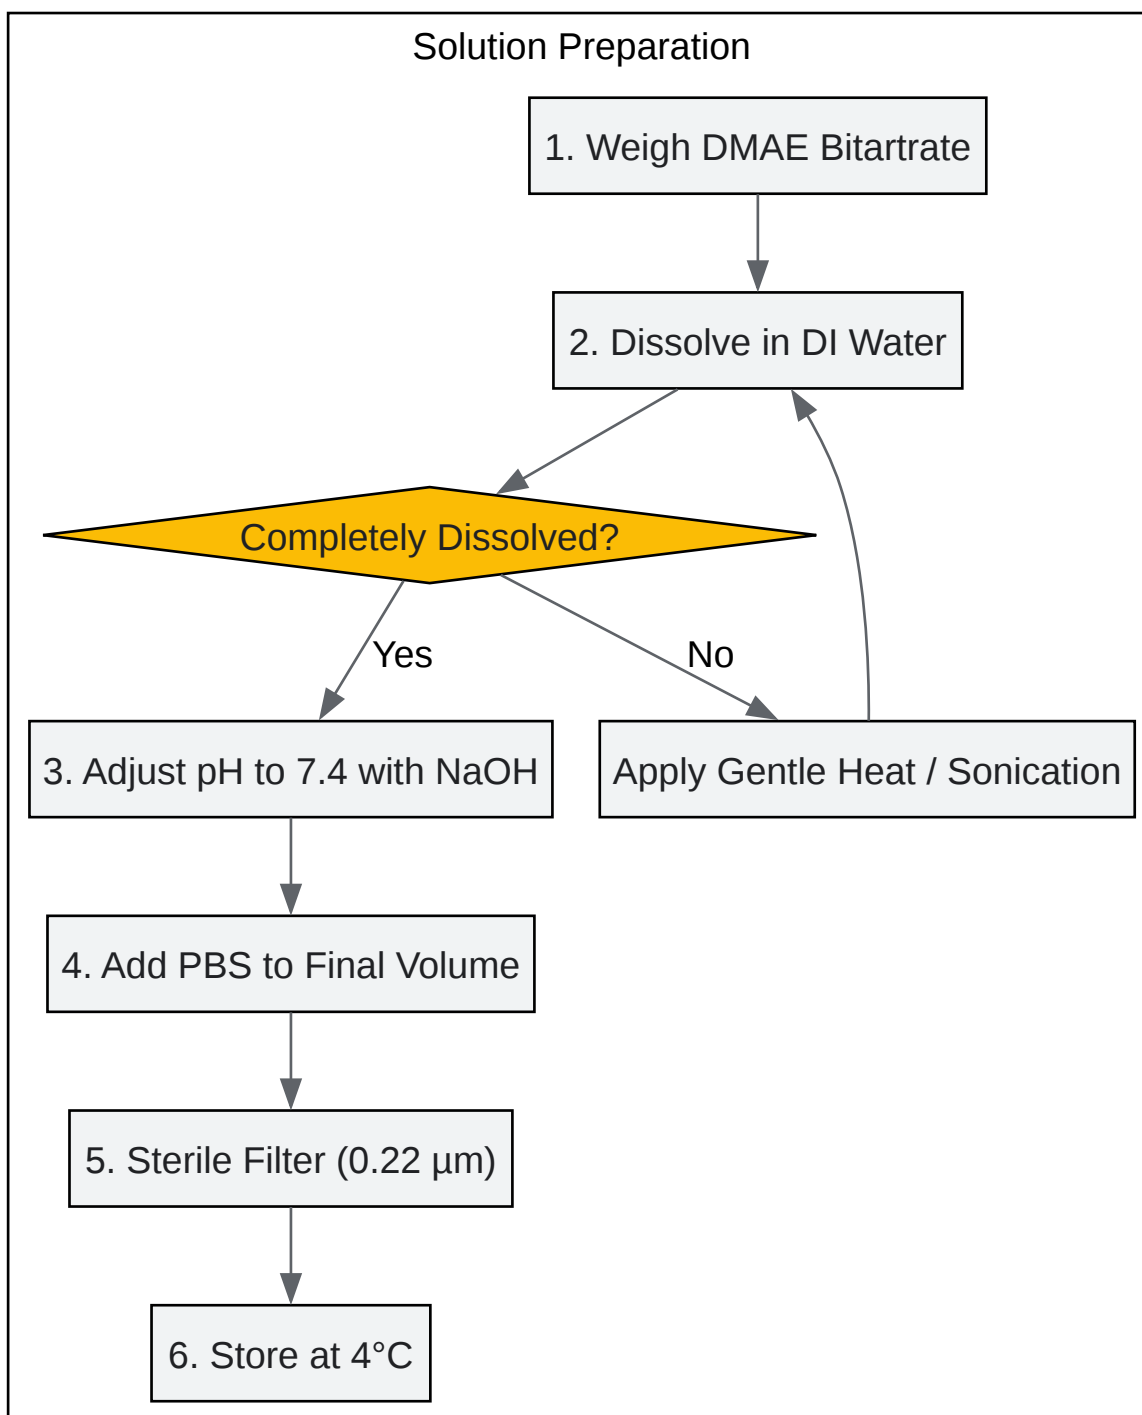 Solution Preparation
1. Weigh DMAE Bitartrate
2. Dissolve in DI Water
Completely Dissolved?
Yes
No
3. Adjust pH to 7.4 with NaOH
Apply Gentle Heat / Sonication
4. Add PBS to Final Volume
5. Sterile Filter (0.22 µm)
6. Store at 4°C